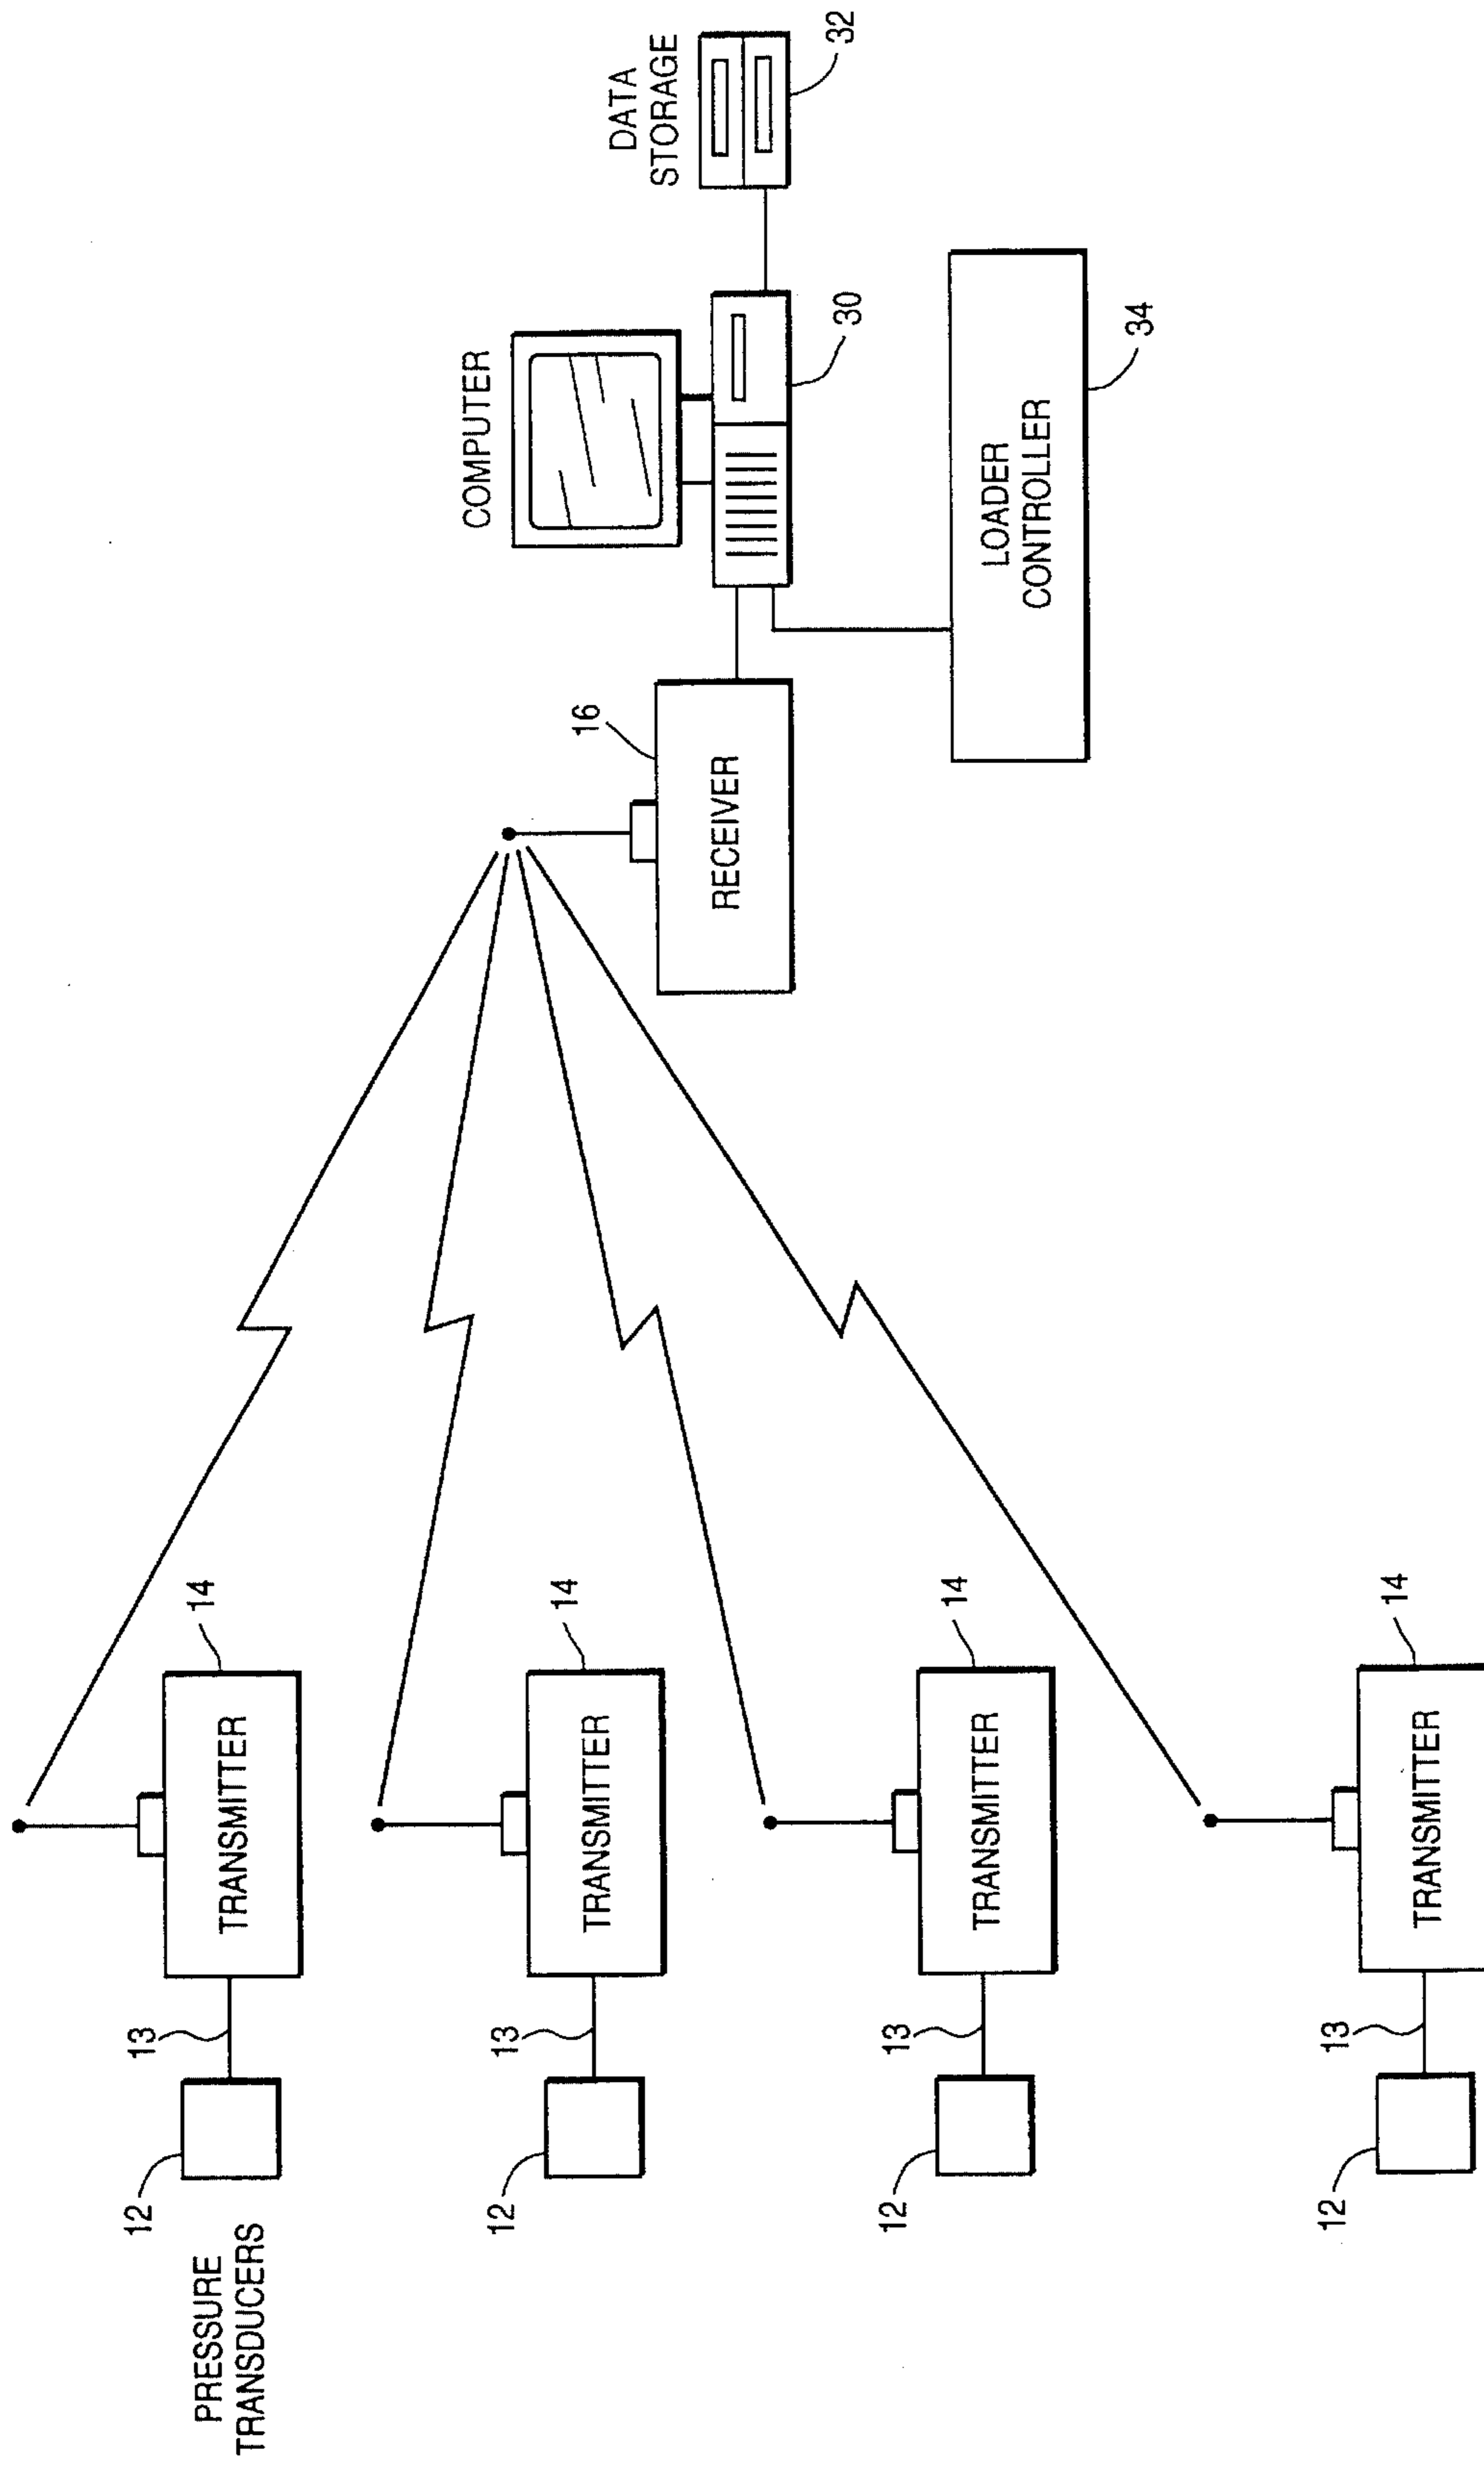 PRESSURE
TRANSDUCERS
12
13
TRANSMITTER
14
12
13
TRANSMITTER
14
12
13
TRANSMITTER
14
12
13
TRANSMITTER
14
RECEIVER
16
COMPUTER
30
DATA
STORAGE
32
LOADER
CONTROLLER
34